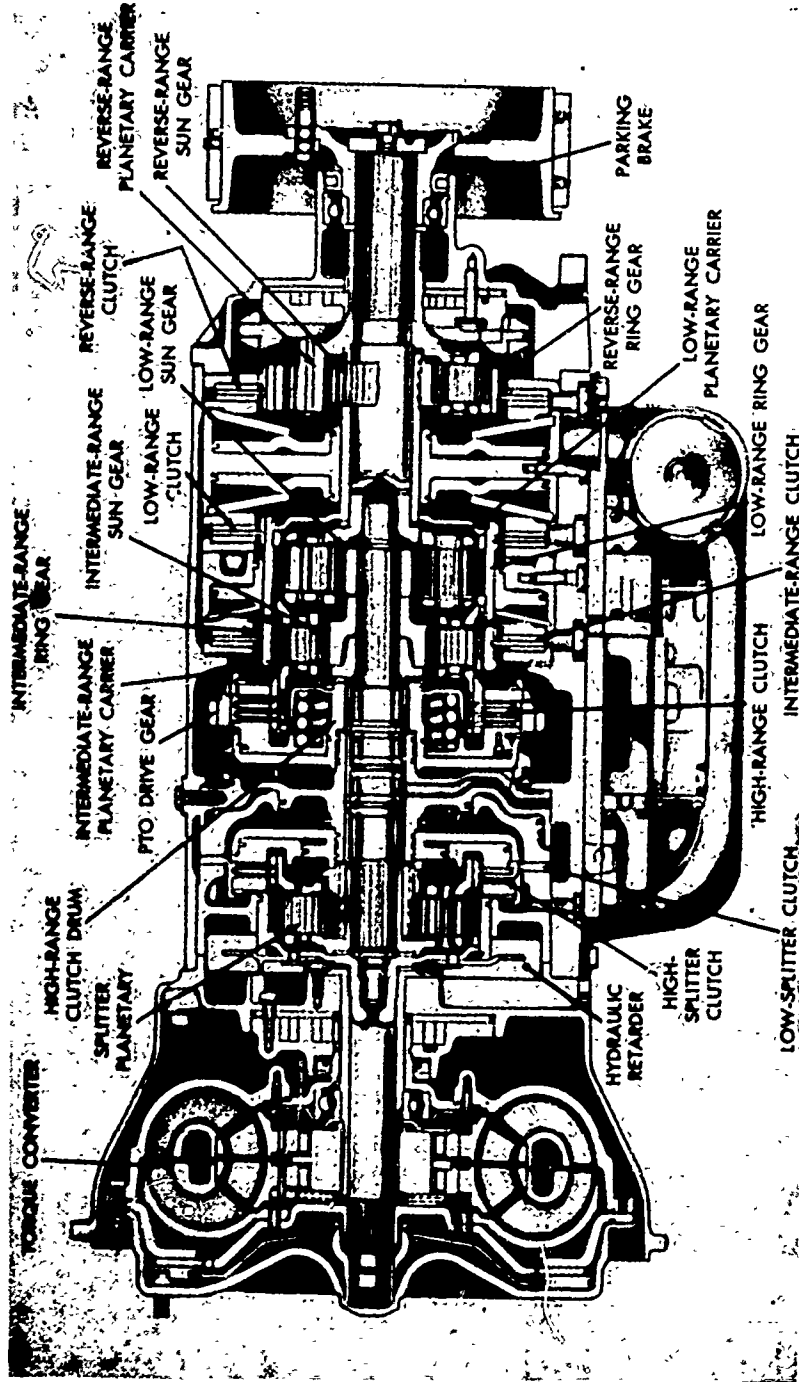 TORQUE CONVERTER
SPLITTER
PLANETARY
HIGH-RANGE
CLUTCH DRUM
PTO DRIVE GEAR
INTERMEDIATE-RANGE
PLANETARY CARRIER
INTERMEDIATE-RANGE
RING GEAR
INTERMEDIATE-RANGE
SUN GEAR
LOW-RANGE
CLUTCH
LOW-RANGE
SUN GEAR
REVERSE-RANGE
CLUTCH
REVERSE-RANGE
PLANETARY CARRIER
REVERSE-RANGE
SUN GEAR
HYDRAULIC
RETARDER
HIGH-
SPLITTER
CLUTCH
LOW-SPLITTER CLUTCH
HIGH-RANGE CLUTCH
INTERMEDIATE-RANGE CLUTCH
LOW-RANGE RING GEAR
LOW-RANGE
PLANETARY CARRIER
REVERSE-RANGE
RING GEAR
PARKING
BRAKE